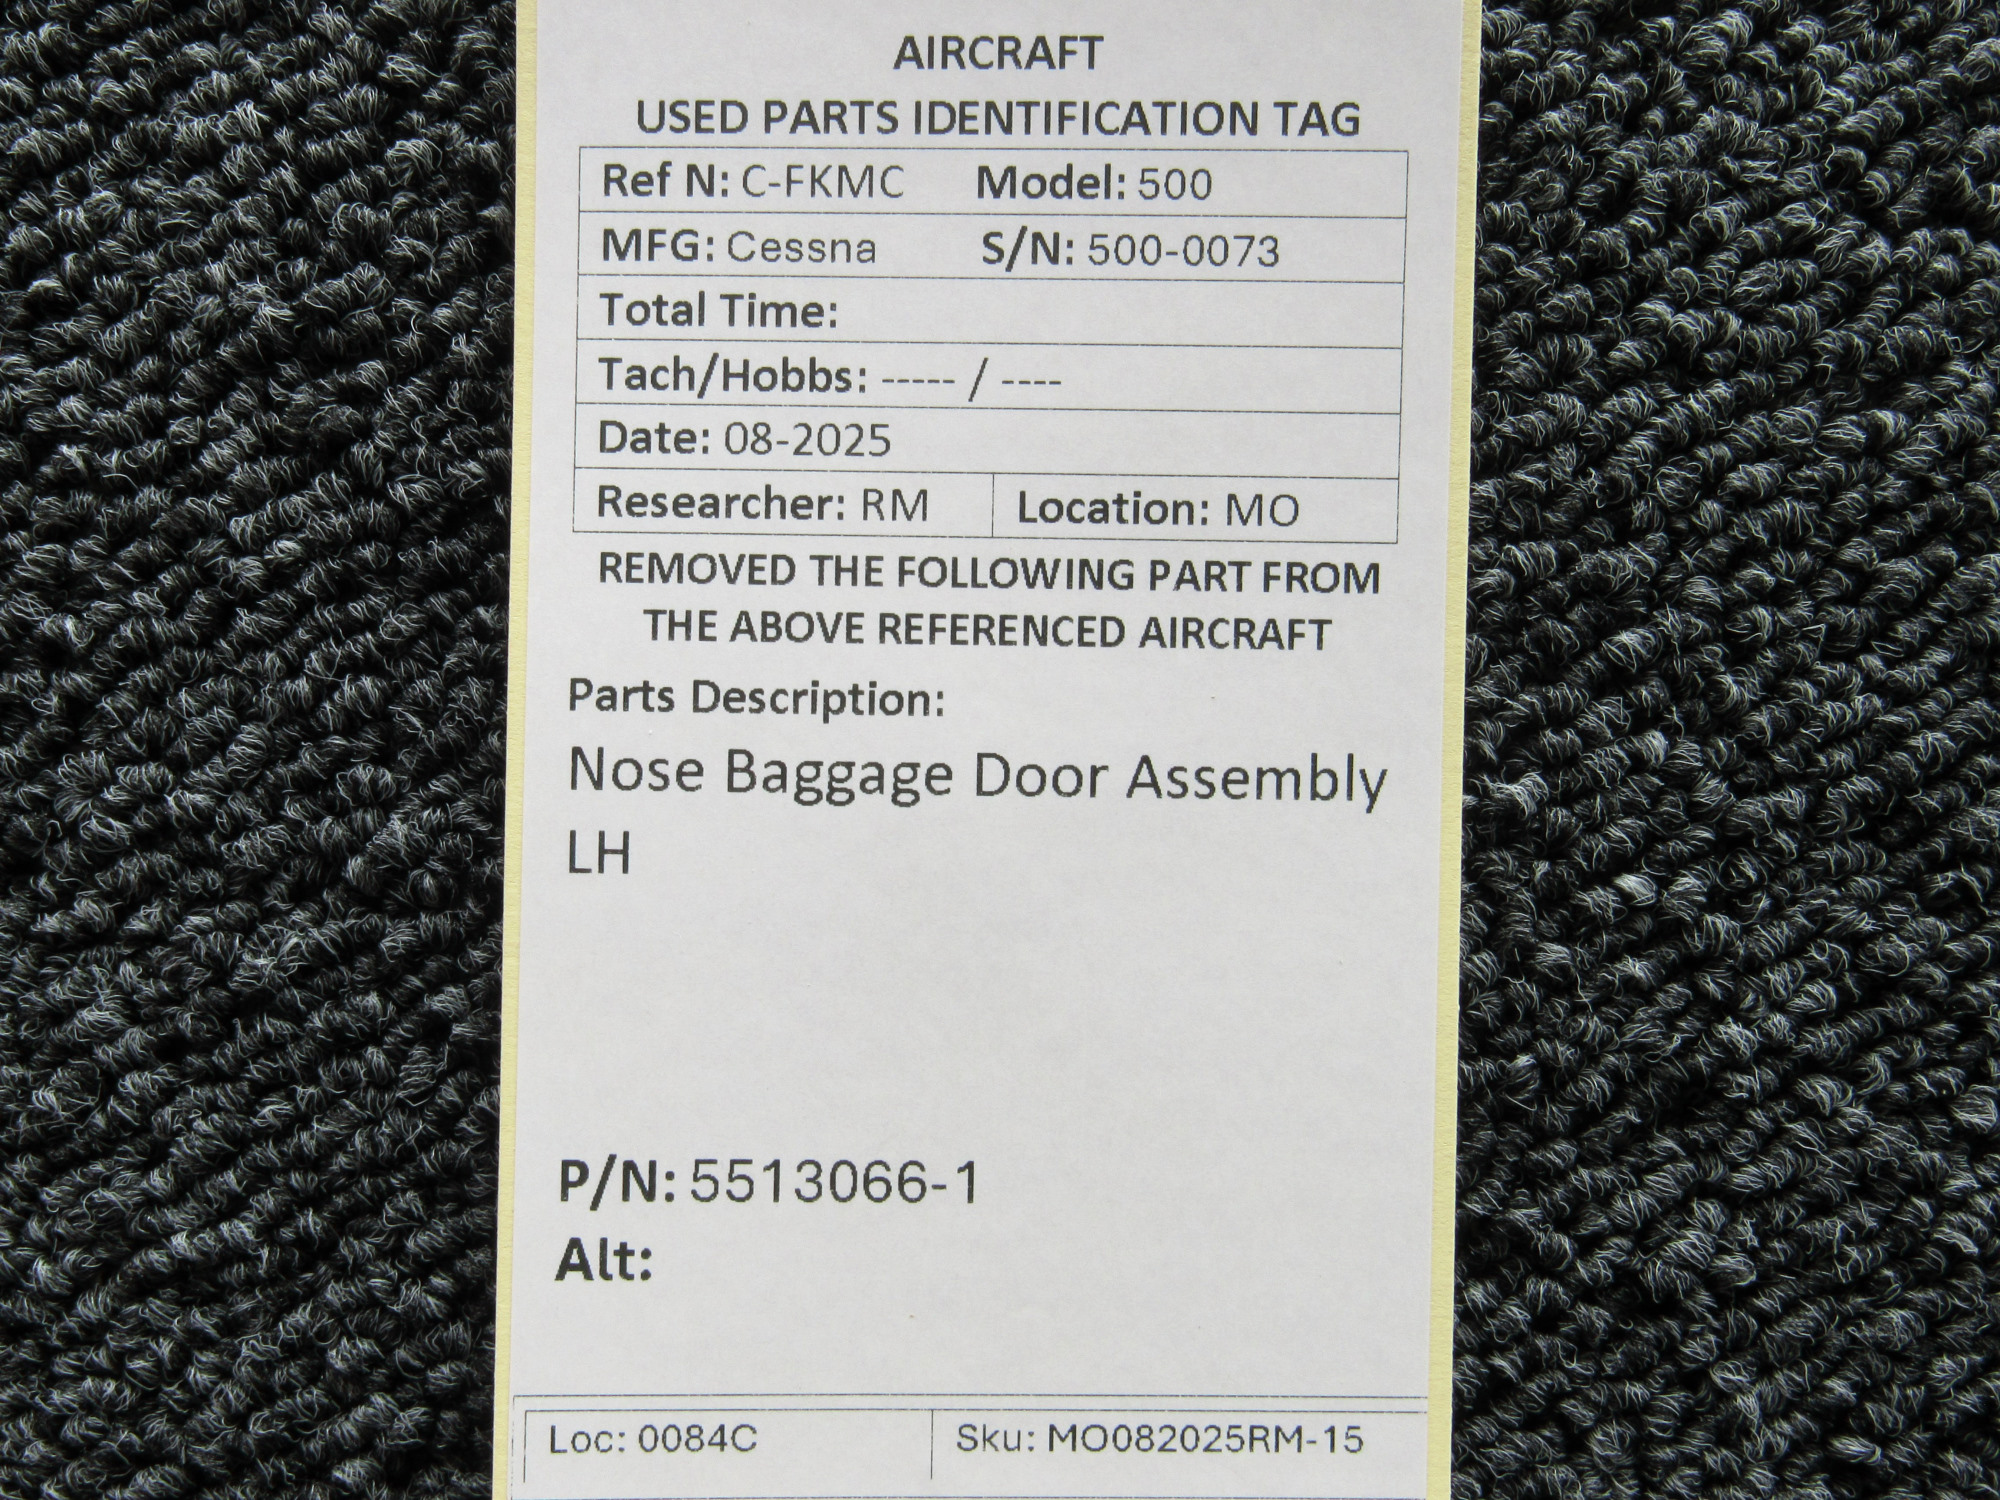 AIRCRAFT
USED PARTS IDENTIFICATION TAG
Ref N: C-FKMC Model: 500
MFG: Cessna S/N: 500-0073
Total Time:
Tach/Hobbs: ----- / ----
Date: 08-2025
Researcher: RM Location: MO
REMOVED THE FOLLOWING PART FROM
THE ABOVE REFERENCED AIRCRAFT
Parts Description:
Nose Baggage Door Assembly
LH
P/N: 5513066-1
Alt:
Loc: 0084C Sku: MO082025RM-15